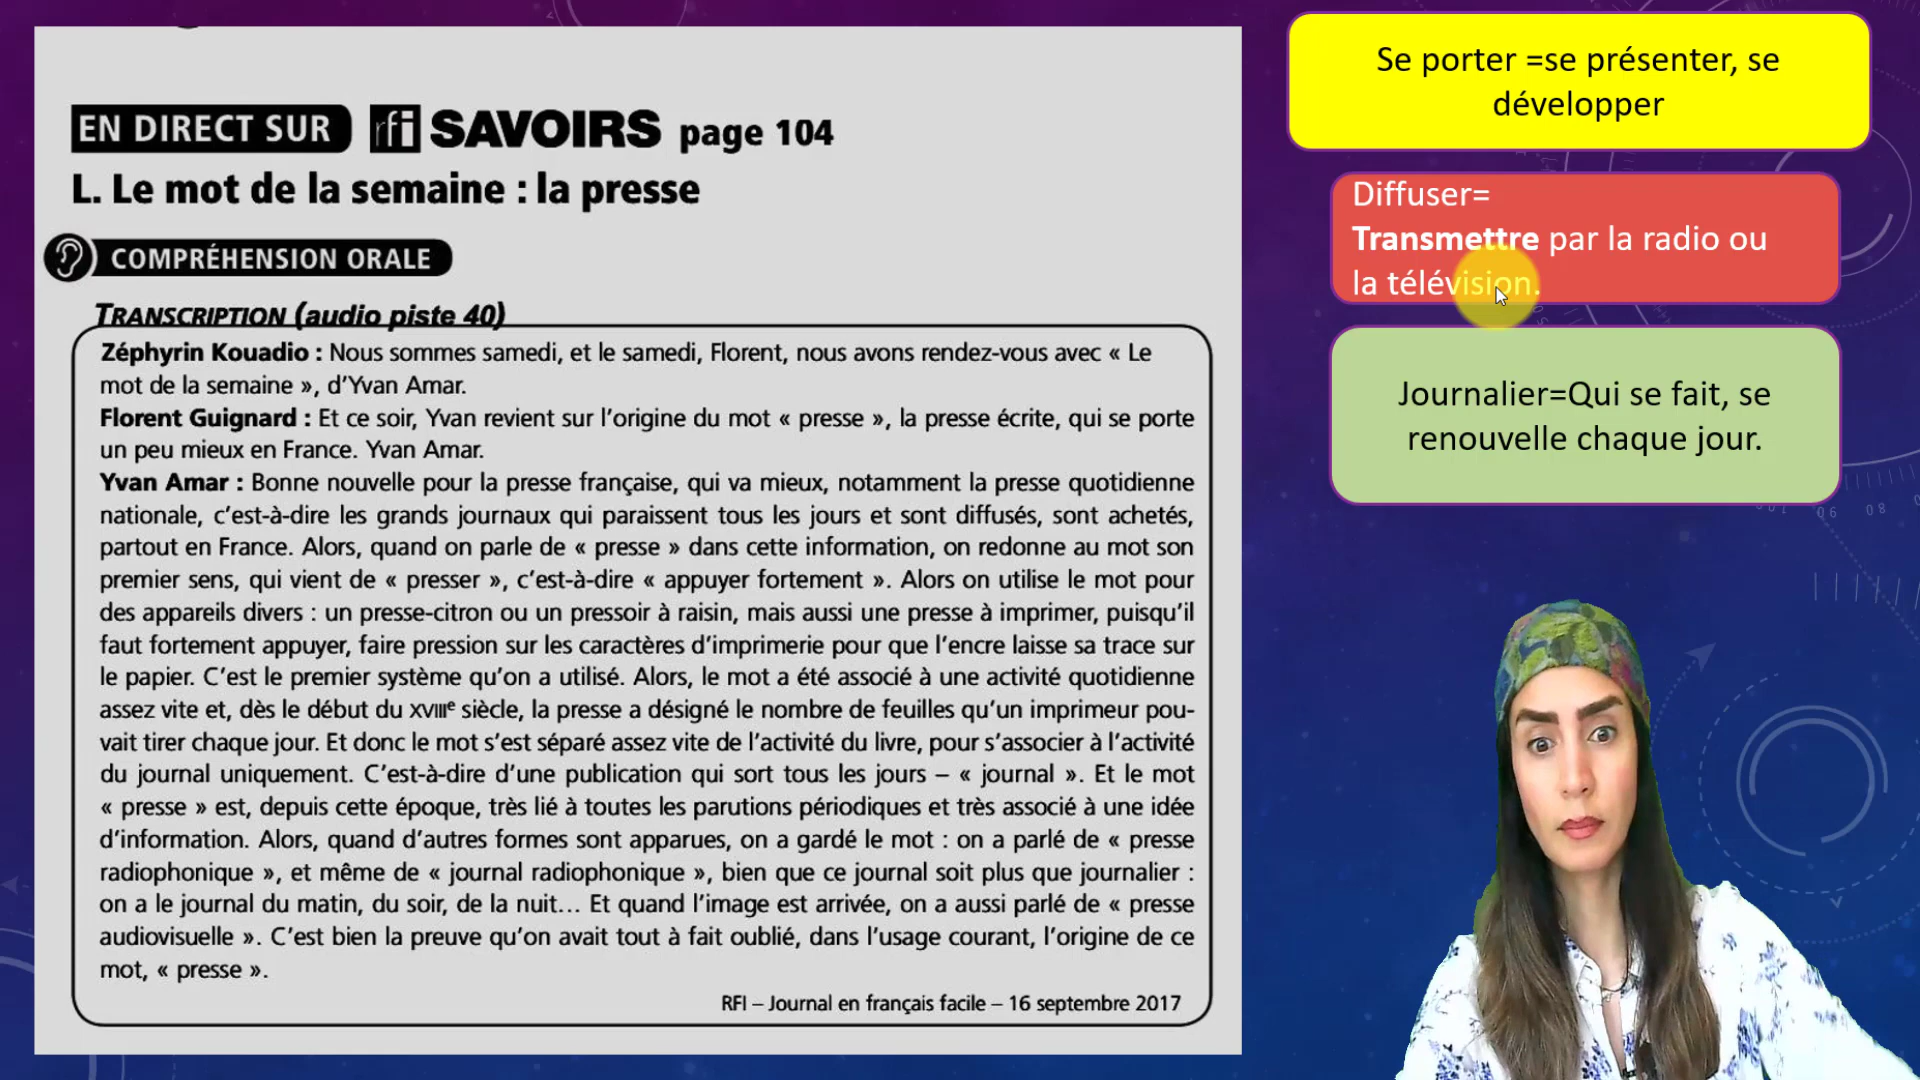 EN DIRECT SUR rfi SAVOIRS page 104
L. Le mot de la semaine : la presse
COMPRÉHENSION ORALE
TRANSCRIPTION (audio piste 40)
Zéphyrin Kouadio : Nous sommes samedi, et le samedi, Florent, nous avons rendez-vous avec « Le
mot de la semaine », d’Yvan Amar.
Florent Guignard : Et ce soir, Yvan revient sur l’origine du mot « presse », la presse écrite, qui se porte
un peu mieux en France. Yvan Amar.
Yvan Amar : Bonne nouvelle pour la presse française, qui va mieux, notamment la presse quotidienne
nationale, c’est-à-dire les grands journaux qui paraissent tous les jours et sont diffusés, sont achetés,
partout en France. Alors, quand on parle de « presse » dans cette information, on redonne au mot son
premier sens, qui vient de « presser », c’est-à-dire « appuyer fortement ». Alors on utilise le mot pour
des appareils divers : un presse-citron ou un pressoir à raisin, mais aussi une presse à imprimer, puisqu’il
faut fortement appuyer, faire pression sur les caractères d’imprimerie pour que l’encre laisse sa trace sur
le papier. C’est le premier système qu’on a utilisé. Alors, le mot a été associé à une activité quotidienne
assez vite et, dès le début du XVIIIe siècle, la presse a désigné le nombre de feuilles qu’un imprimeur pou-
vait tirer chaque jour. Et donc le mot s’est séparé assez vite de l’activité du livre, pour s’associer à l’activité
du journal uniquement. C’est-à-dire d’une publication qui sort tous les jours – « journal ». Et le mot
« presse » est, depuis cette époque, très lié à toutes les parutions périodiques et très associé à une idée
d’information. Alors, quand d’autres formes sont apparues, on a gardé le mot : on a parlé de « presse
radiophonique », et même de « journal radiophonique », bien que ce journal soit plus que journalier :
on a le journal du matin, du soir, de la nuit… Et quand l’image est arrivée, on a aussi parlé de « presse
audiovisuelle ». C’est bien la preuve qu’on avait tout à fait oublié, dans l’usage courant, l’origine de ce
mot, « presse ».
RFI – Journal en français facile – 16 septembre 2017
Se porter =se présenter, se
développer
Diffuser=
Transmettre par la radio ou
la télévision.
Journalier=Qui se fait, se
renouvelle chaque jour.